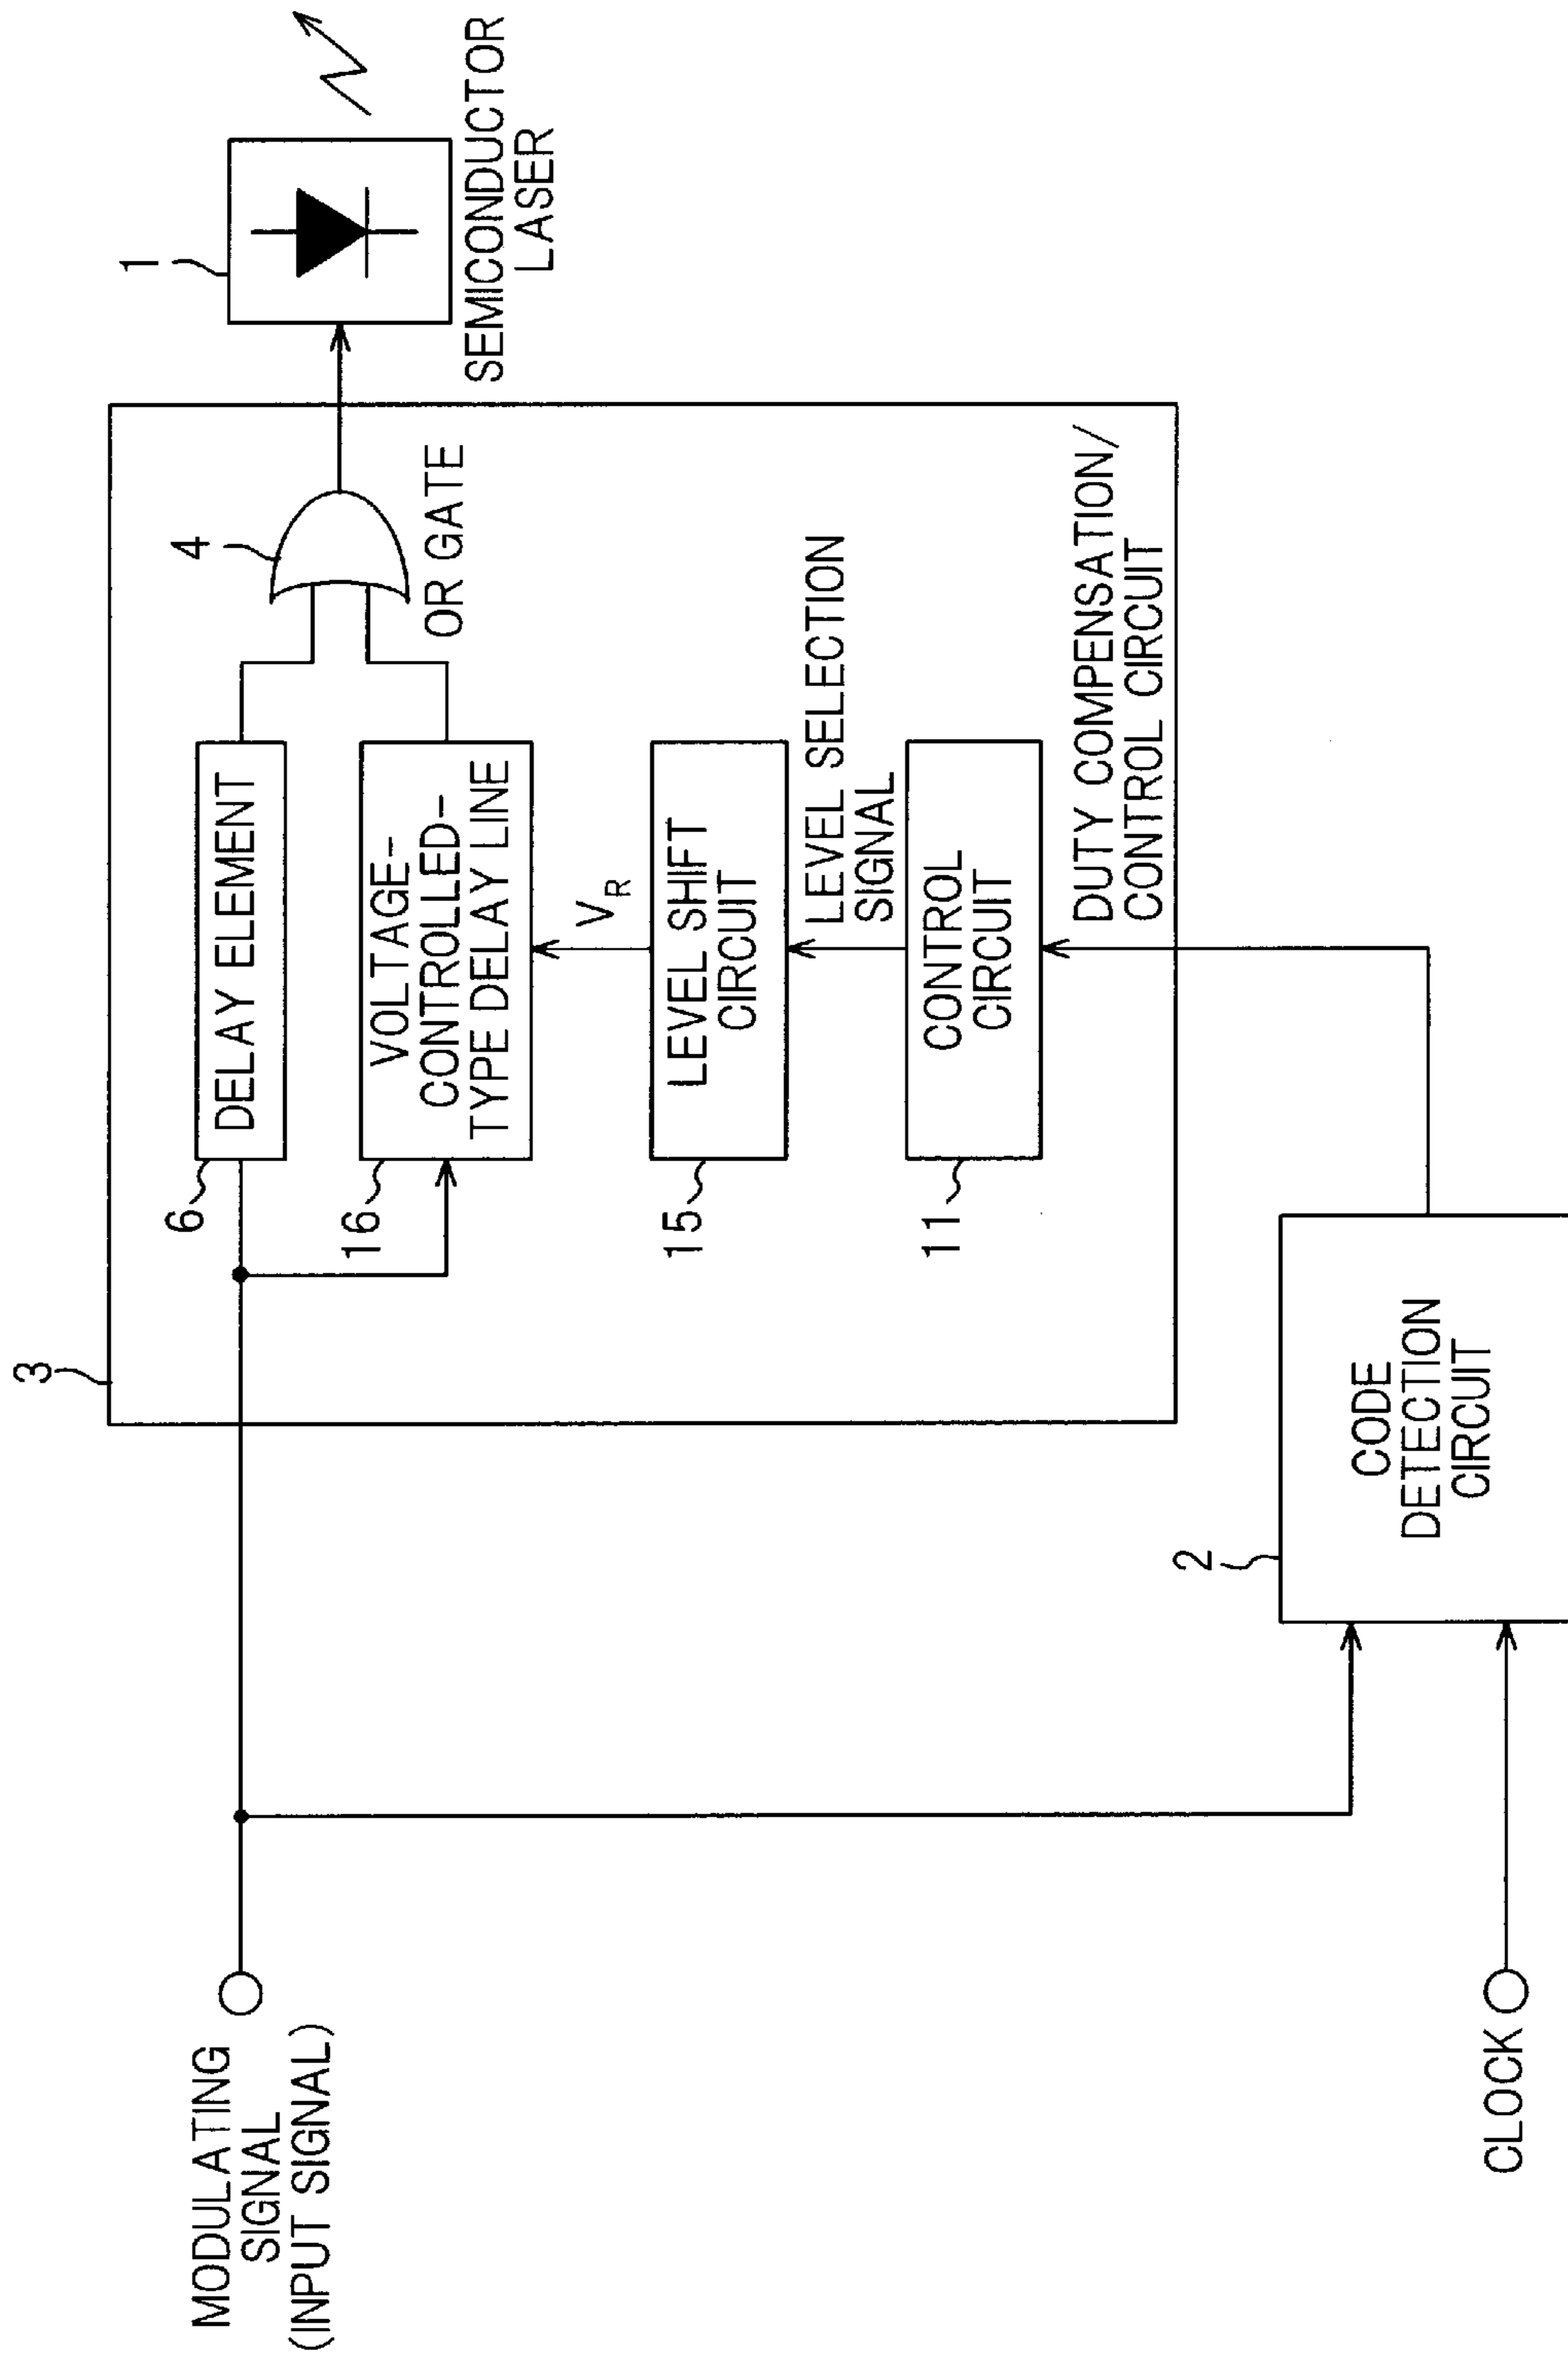 MODULATING
SIGNAL
(INPUT SIGNAL)
CLOCK
3
2
CODE
DETECTION
CIRCUIT
6
DELAY ELEMENT
16
VOLTAGE-
CONTROLLED-
TYPE DELAY LINE
VR
15
LEVEL SHIFT
CIRCUIT
LEVEL SELECTION
SIGNAL
11
CONTROL
CIRCUIT
DUTY COMPENSATION/
CONTROL CIRCUIT
4
OR GATE
1
SEMICONDUCTOR
LASER